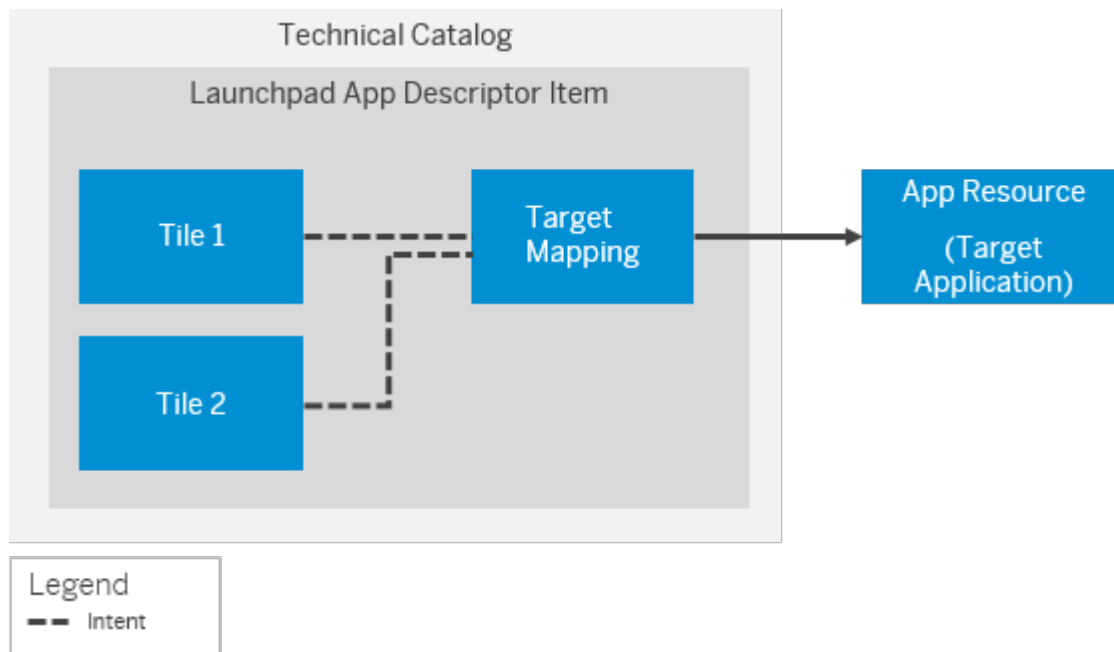 Technical Catalog
Launchpad App Descriptor Item
Tile 1
Target
Mapping
App Resource
(Target
Application)
Tile 2
Legend
Intent